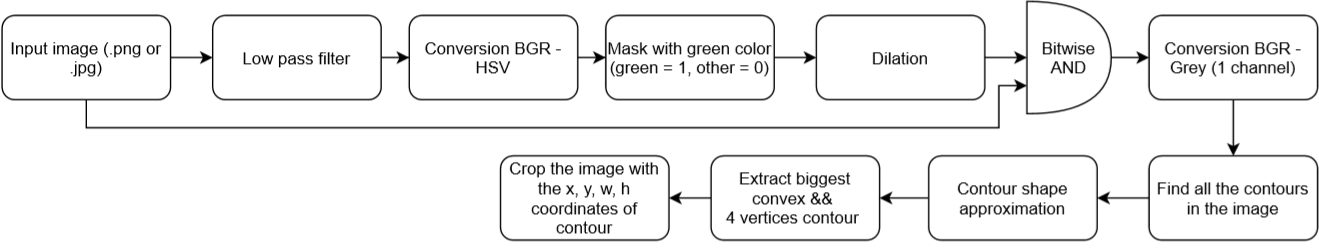 Input image (.png or
.jpg)
Low pass filter
Conversion BGR -
HSV
Mask with green color
(green = 1, other = 0)
Dilation
Bitwise
AND
Conversion BGR -
Grey (1 channel)
Find all the contours
in the image
Contour shape
approximation
Extract biggest
convex &&
4 vertices contour
Crop the image with
the x, y, w, h
coordinates of
contour